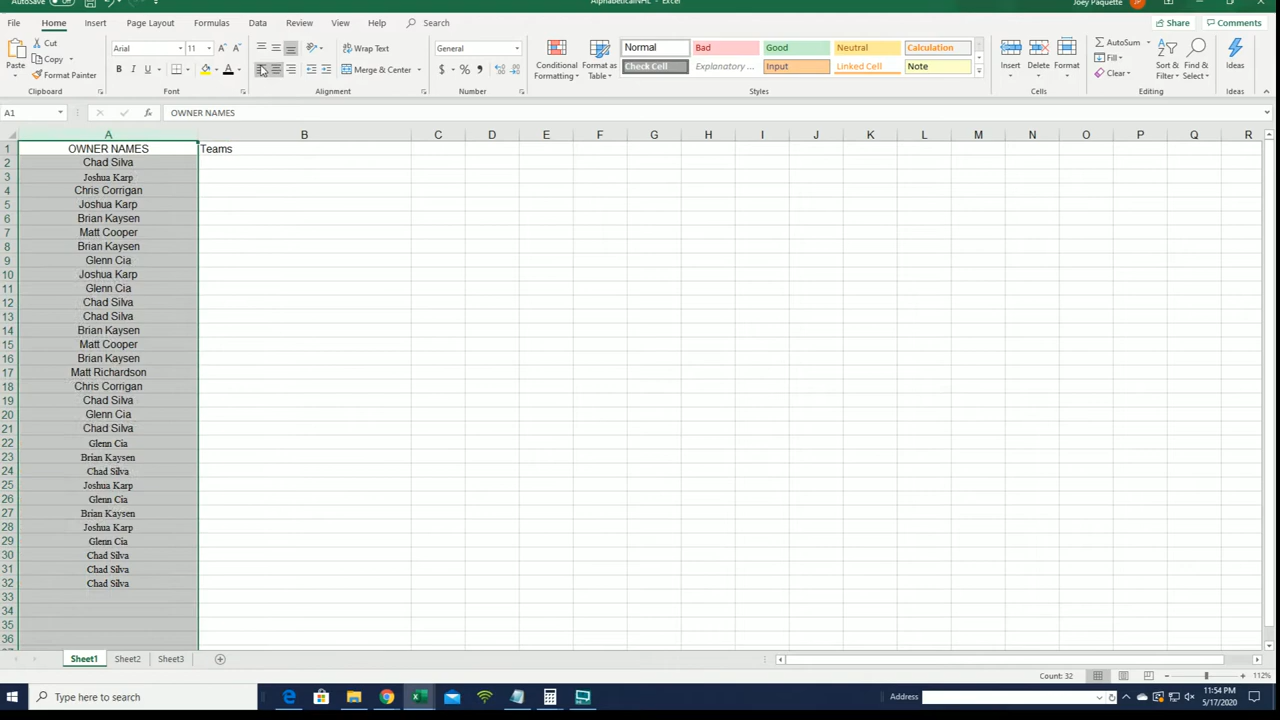 AutoSave Off
AlphabeticalNHL - Excel
Joey Paquette
JP
File Home Insert Page Layout Formulas Data Review View Help Search
Share Comments
Paste
Cut
Copy
Format Painter
Clipboard
Arial 11
B I U
Font
Wrap Text
Merge & Center
Alignment
General
$ % 9
Number
Conditional Formatting
Format as Table
Normal Bad Good Neutral Calculation
Check Cell Explanatory ... Input Linked Cell Note
Styles
Insert Delete Format
Cells
AutoSum
Fill
Clear
Sort & Filter
Find & Select
Editing
Ideas
Ideas
A1 fx OWNER NAMES
A B C D E F G H I J K L M N O P Q R
1 OWNER NAMES Teams
2 Chad Silva
3 Joshua Karp
4 Chris Corrigan
5 Joshua Karp
6 Brian Kaysen
7 Matt Cooper
8 Brian Kaysen
9 Glenn Cia
10 Joshua Karp
11 Glenn Cia
12 Chad Silva
13 Chad Silva
14 Brian Kaysen
15 Matt Cooper
16 Brian Kaysen
17 Matt Richardson
18 Chris Corrigan
19 Chad Silva
20 Glenn Cia
21 Chad Silva
22 Glenn Cia
23 Brian Kaysen
24 Chad Silva
25 Joshua Karp
26 Glenn Cia
27 Brian Kaysen
28 Joshua Karp
29 Glenn Cia
30 Chad Silva
31 Chad Silva
32 Chad Silva
33
34
35
36
Sheet1 Sheet2 Sheet3
Count: 32 112%
Type here to search
Address
11:54 PM
5/17/2020